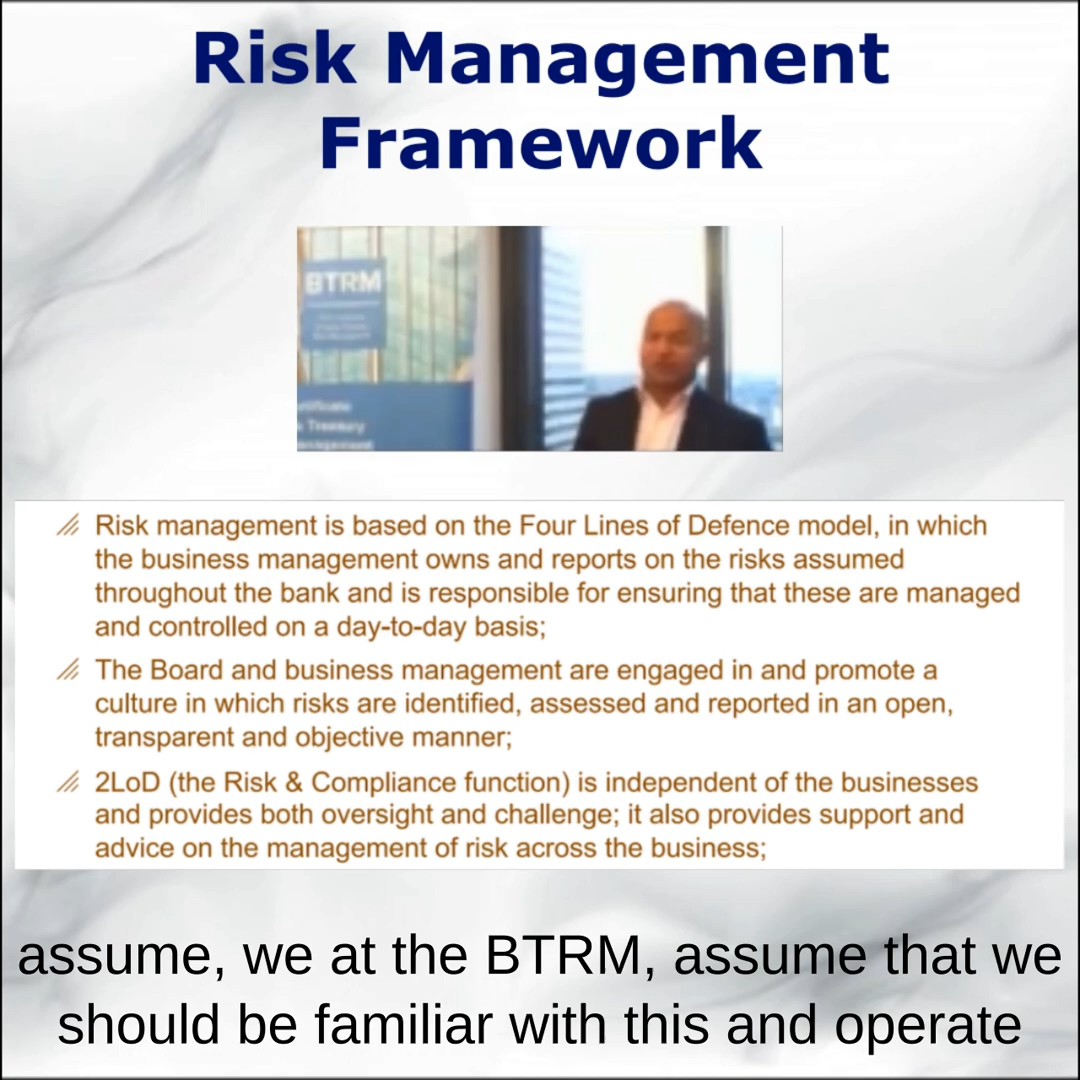 Risk Management
Framework
BTRM
Treasury
Risk management is based on the Four Lines of Defence model, in which
the business management owns and reports on the risks assumed
throughout the bank and is responsible for ensuring that these are managed
and controlled on a day-to-day basis;
The Board and business management are engaged in and promote a
culture in which risks are identified, assessed and reported in an open,
transparent and objective manner;
2LoD (the Risk & Compliance function) is independent of the businesses
and provides both oversight and challenge; it also provides support and
advice on the management of risk across the business;
assume, we at the BTRM, assume that we
should be familiar with this and operate